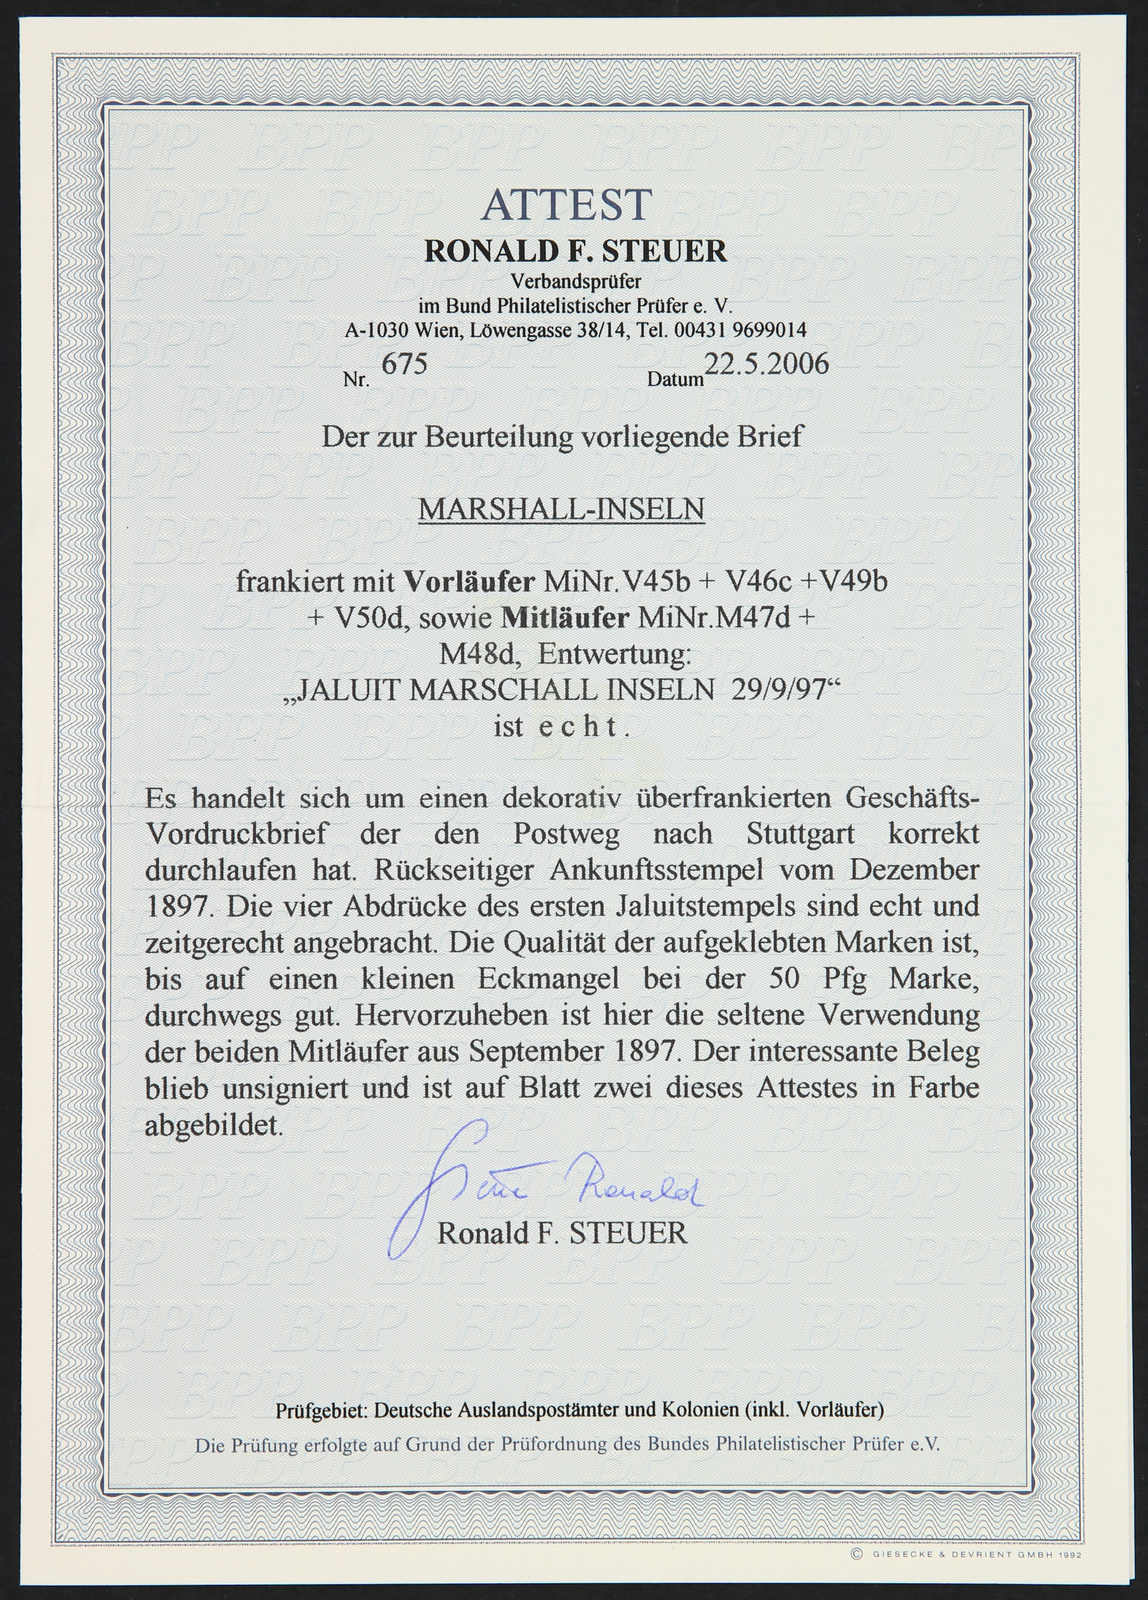 ATTEST
RONALD F. STEUER
Verbandsprüfer
im Bund Philatelistischer Prüfer e. V.
A-1030 Wien, Löwengasse 38/14, Tel. 00431 9699014
Nr. 675 Datum 22.5.2006
Der zur Beurteilung vorliegende Brief
MARSHALL-INSELN
frankiert mit Vorläufer MiNr.V45b + V46c +V49b
+ V50d, sowie Mitläufer MiNr.M47d +
M48d, Entwertung:
„JALUIT MARSCHALL INSELN 29/9/97“
ist e c h t .
Es handelt sich um einen dekorativ überfrankierten Geschäfts-
Vordruckbrief der den Postweg nach Stuttgart korrekt
durchlaufen hat. Rückseitiger Ankunftsstempel vom Dezember
1897. Die vier Abdrücke des ersten Jaluitstempels sind echt und
zeitgerecht angebracht. Die Qualität der aufgeklebten Marken ist,
bis auf einen kleinen Eckmangel bei der 50 Pfg Marke,
durchwegs gut. Hervorzuheben ist hier die seltene Verwendung
der beiden Mitläufer aus September 1897. Der interessante Beleg
blieb unsigniert und ist auf Blatt zwei dieses Attestes in Farbe
abgebildet.
Steuer Ronald
Ronald F. STEUER
Prüfgebiet: Deutsche Auslandspostämter und Kolonien (inkl. Vorläufer)
Die Prüfung erfolgte auf Grund der Prüfordnung des Bundes Philatelistischer Prüfer e.V.
© GIESECKE & DEVRIENT GMBH 1992